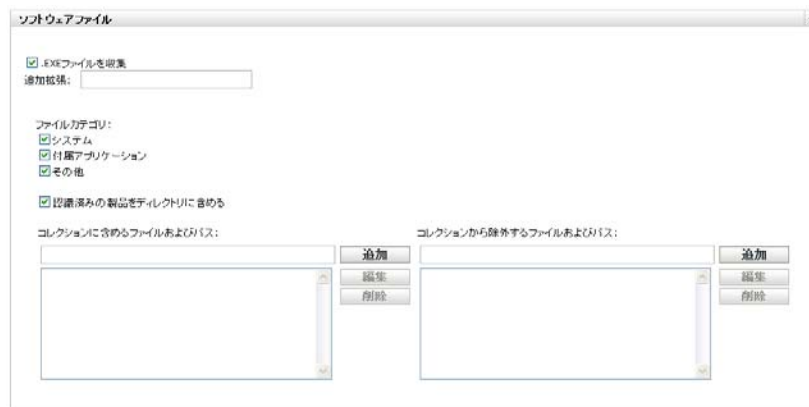 ソフトウェアファイル
.EXEファイルを収集
追加拡張:
ファイルカテゴリ:
システム
付属アプリケーション
その他
認識済みの製品をディレクトリに含める
コレクションに含めるファイルおよびパス:
コレクションから除外するファイルおよびパス:
追加
追加
編集
編集
削除
削除